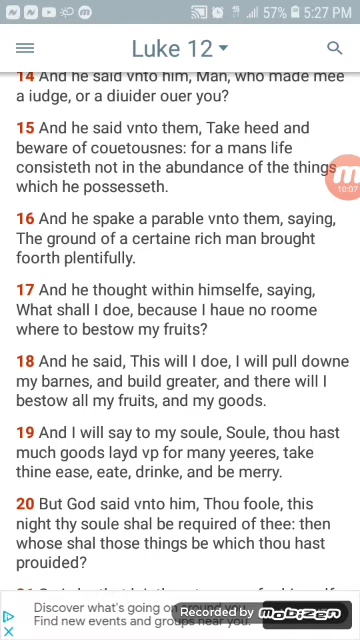 57% 5:27 PM
Luke 12
14 And he said vnto him, Man, who made mee
a iudge, or a diuider ouer you?
15 And he said vnto them, Take heed and
beware of couetousnes: for a mans life
consisteth not in the abundance of the things
which he possesseth.
10:07
16 And he spake a parable vnto them, saying,
The ground of a certaine rich man brought
foorth plentifully.
17 And he thought within himselfe, saying,
What shall I doe, because I haue no roome
where to bestow my fruits?
18 And he said, This will I doe, I will pull downe
my barnes, and build greater, and there will I
bestow all my fruits, and my goods.
19 And I will say to my soule, Soule, thou hast
much goods layd vp for many yeeres, take
thine ease, eate, drinke, and be merry.
20 But God said vnto him, Thou foole, this
night thy soule shal be required of thee: then
whose shal those things be which thou hast
prouided?
Discover what's going on around you
Find new events and groups near you.
Recorded by mobizen